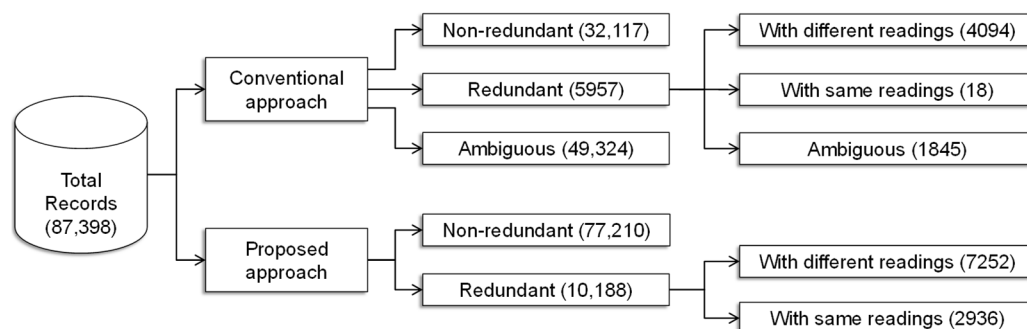 Total
Records
(87,398)
Conventional
approach
Non-redundant (32,117)
Redundant (5957)
Ambiguous (49,324)
With different readings (4094)
With same readings (18)
Ambiguous (1845)
Proposed
approach
Non-redundant (77,210)
Redundant (10,188)
With different readings (7252)
With same readings (2936)